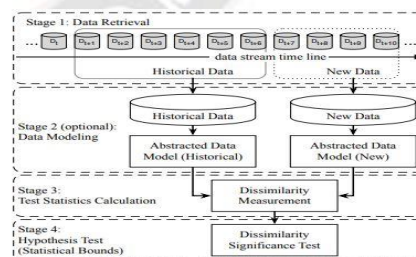 Stage 1: Data Retrieval
... Dt Dt+1 Dt+2 Dt+3 Dt+4 Dt+5 Dt+6 Dt+7 Dt+8 Dt+9 Dt+10 ...
data stream time line
Historical Data New Data
Historical Data New Data
Stage 2 (optional):
Data Modeling
Abstracted Data Model (Historical)
Abstracted Data Model (New)
Stage 3:
Test Statistics Calculation
Dissimilarity Measurement
Stage 4:
Hypothesis Test
(Statistical Bounds)
Dissimilarity Significance Test